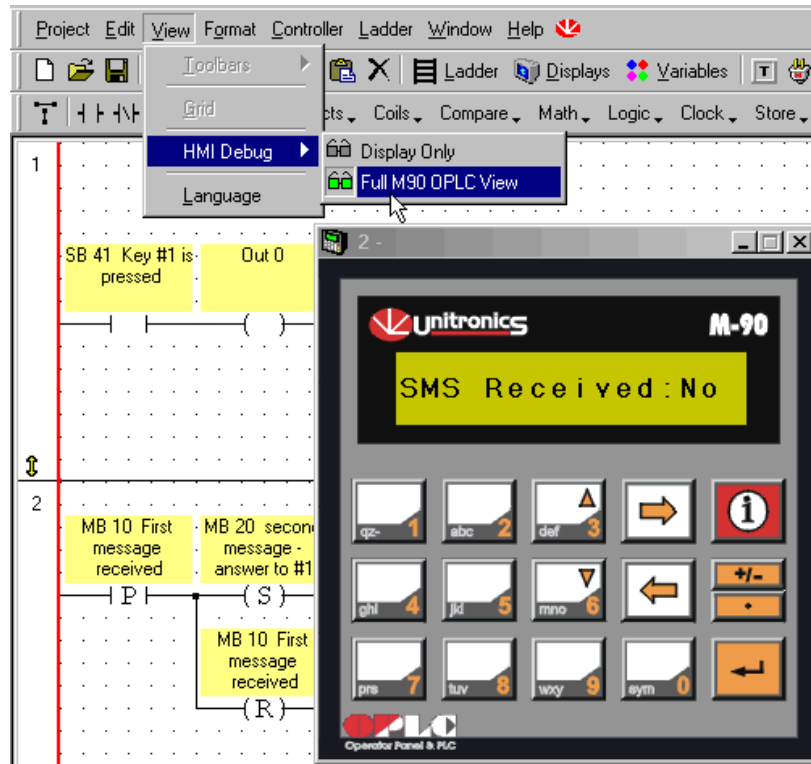 Project Edit View Format Controller Ladder Window Help
Toolbars
Grid
HMI Debug
Language
Display Only
Full M90 OPLC View
Ladder Displays Variables T
Coils Compare Math Logic Clock Store
1
SB 41 Key #1 is pressed
Out 0
2
MB 10 First message received
MB 20 secon message - answer to #1
P
S
MB 10 First message received
R
2 -
unitronics
M-90
SMS Received:No
qz- 1
abc 2
def 3
i
ghl 4
jkl 5
mno 6
+/-
prs 7
tuv 8
wxy 9
sym 0
OPLC
Operator Panel & PLC